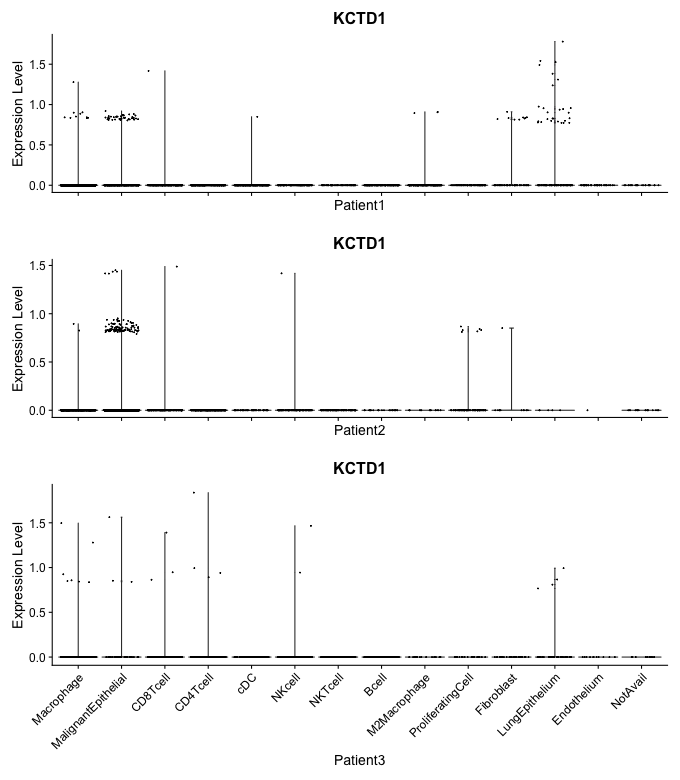 KCTD1
Expression Level
1.5
1.0
0.5
0.0
Patient1
KCTD1
Expression Level
1.5
1.0
0.5
0.0
Patient2
KCTD1
Expression Level
1.5
1.0
0.5
0.0
Macrophage
MalignantEpithelial
CD8Tcell
CD4Tcell
cDC
NKcell
NKTcell
Bcell
M2Macrophage
ProliferatingCell
Fibroblast
LungEpithelium
Endothelium
NotAvail
Patient3